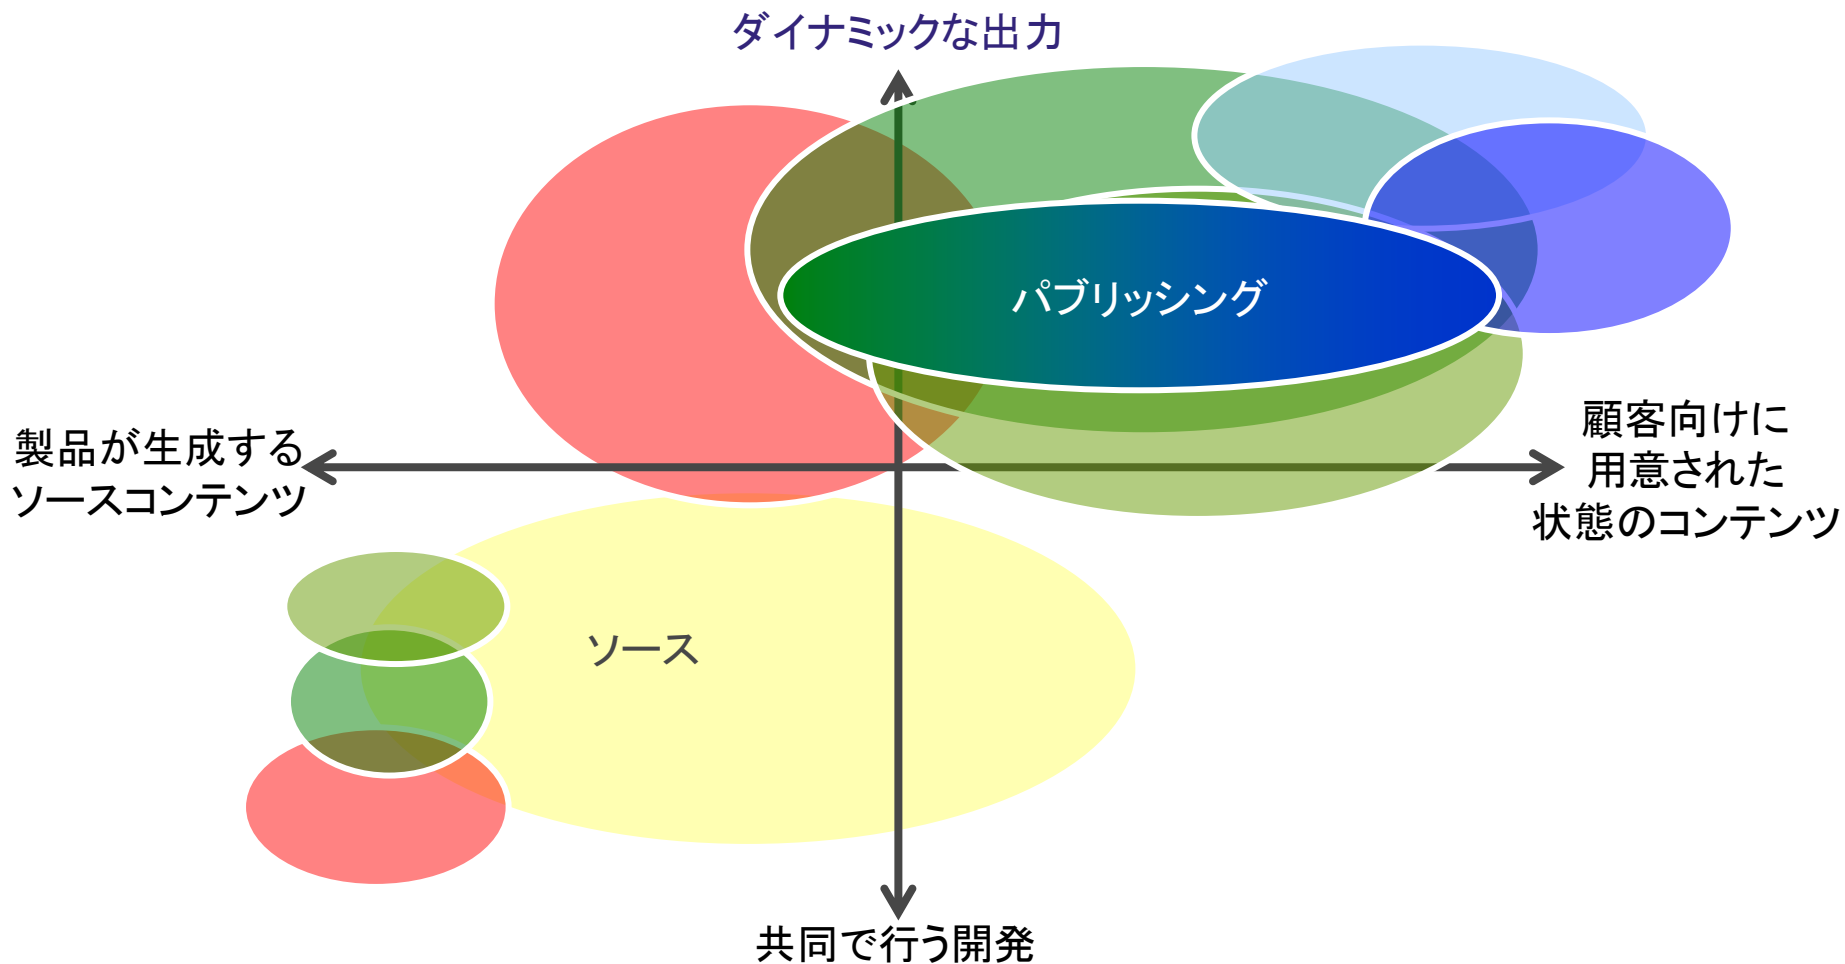 ダイナミックな出力
パブリッシング
製品が生成する
ソースコンテンツ
顧客向けに
用意された
状態のコンテンツ
ソース
共同で行う開発